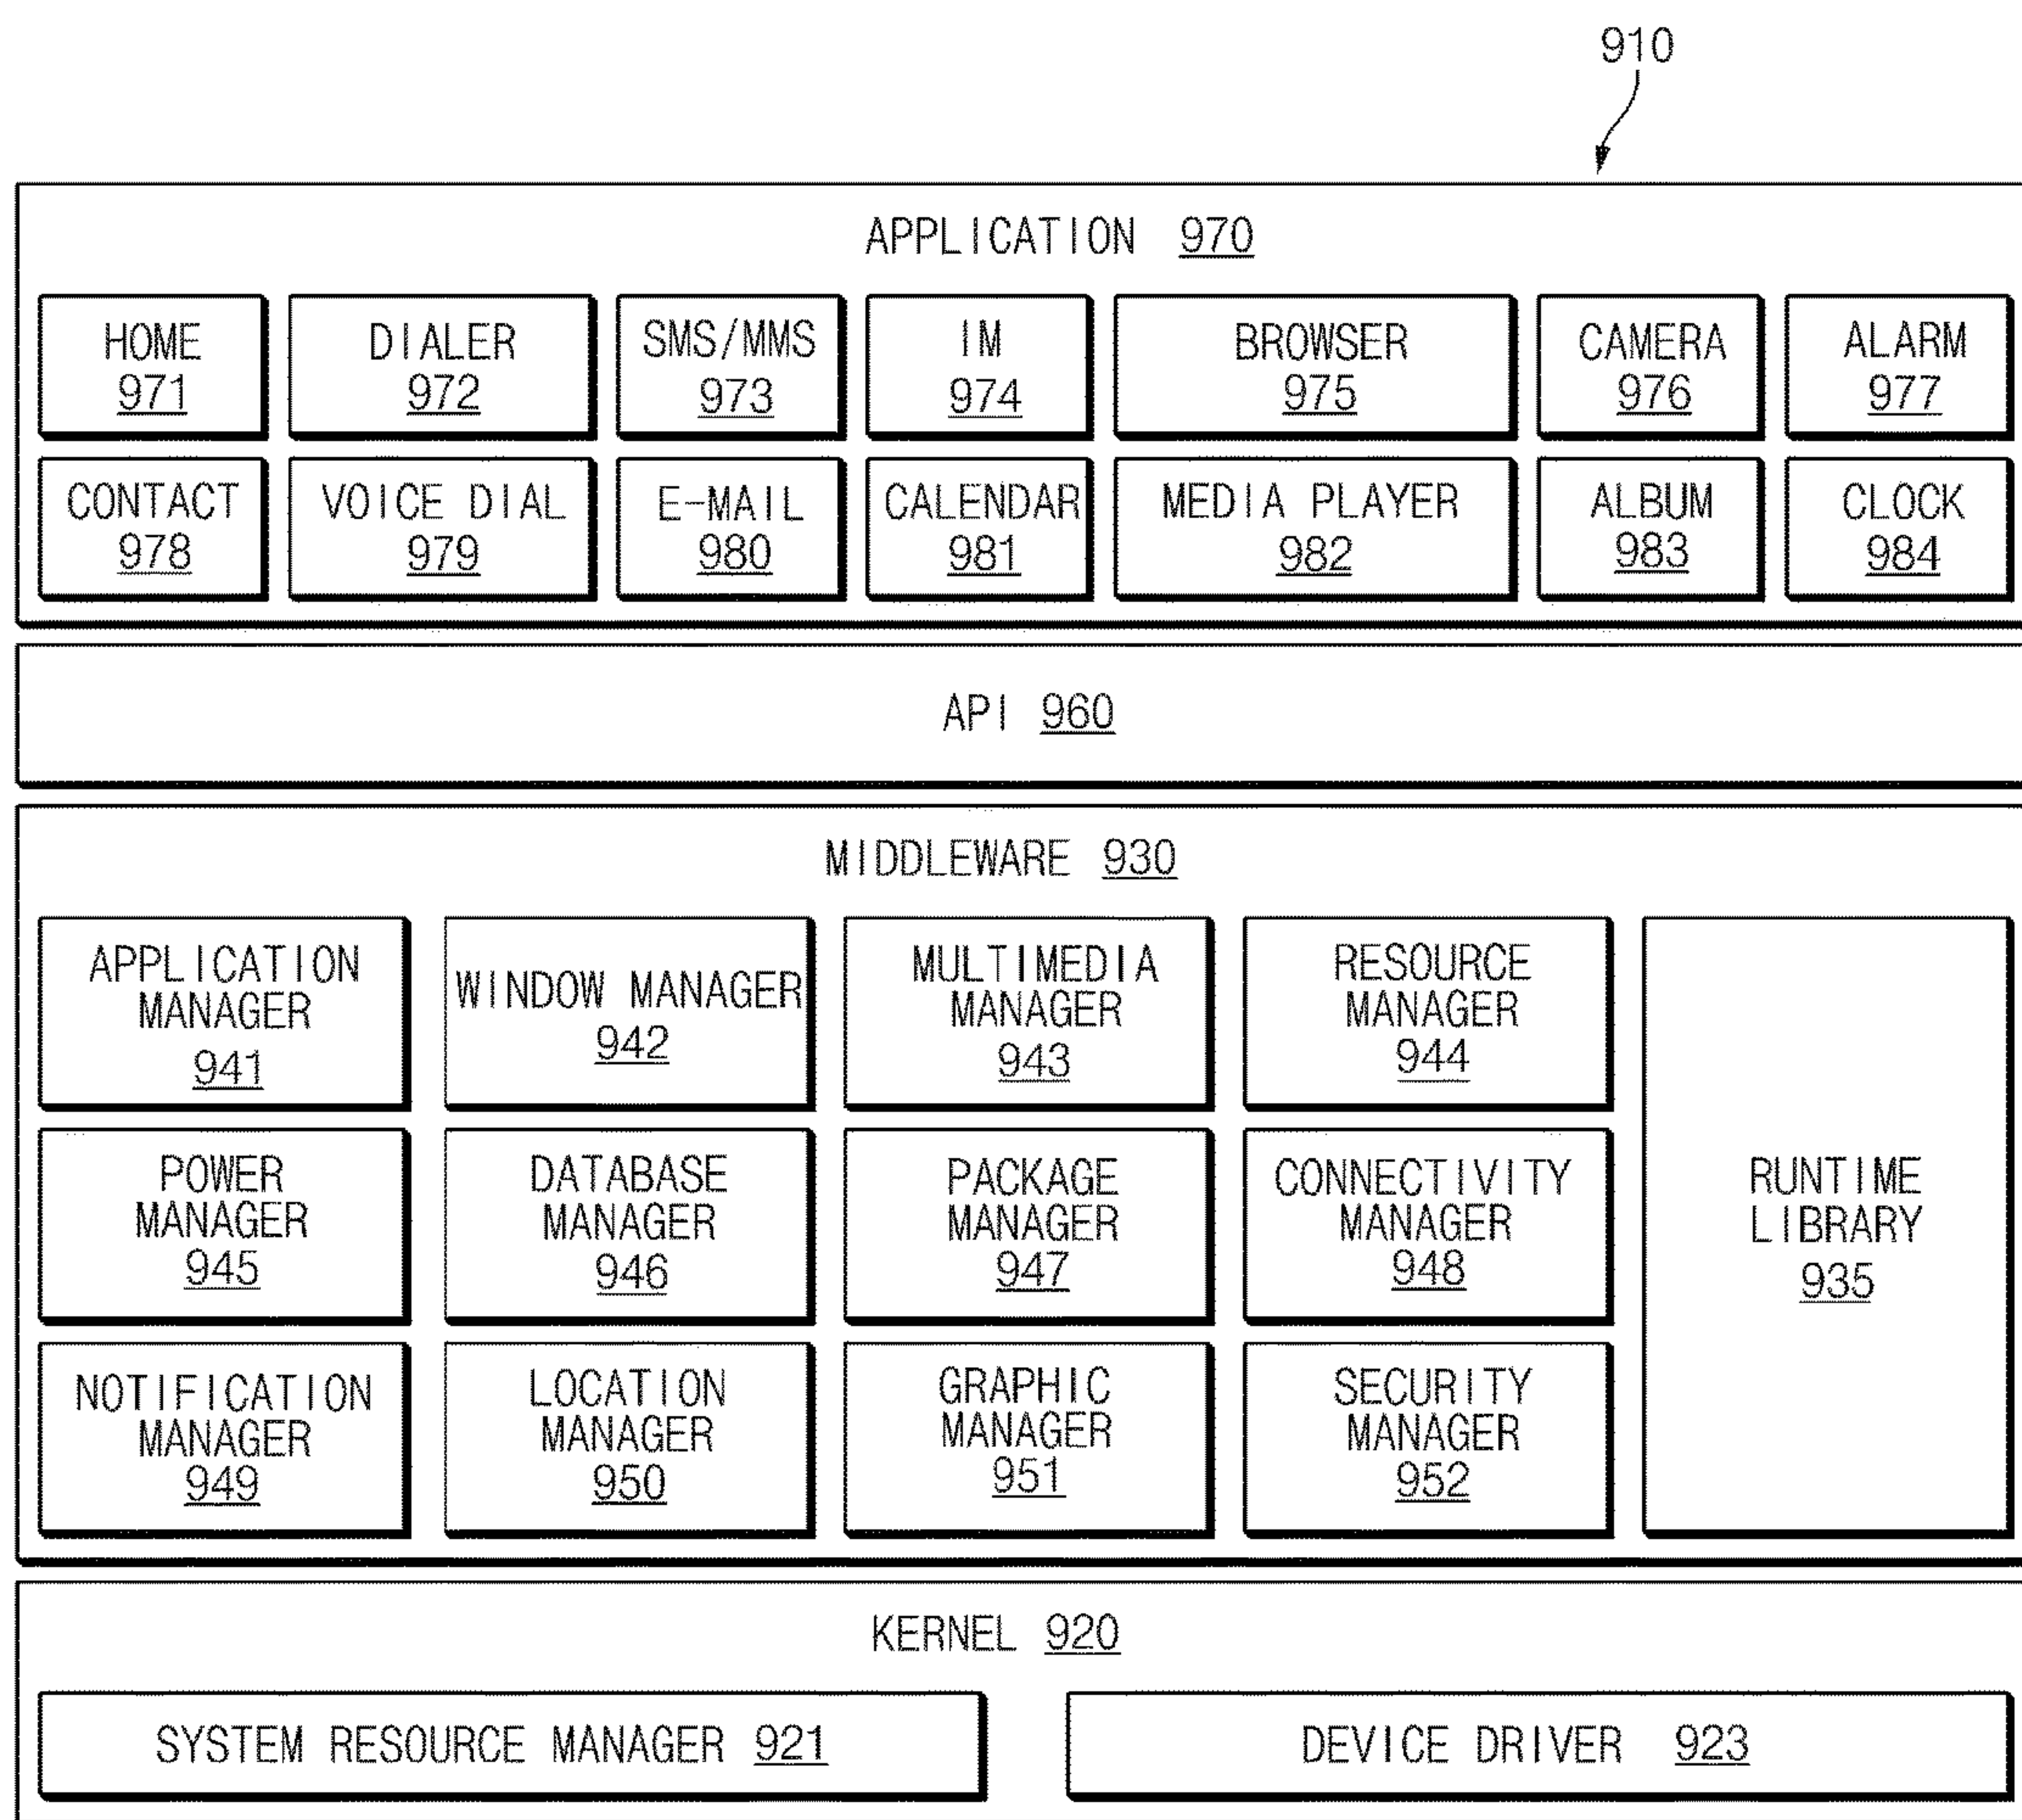 910
APPLICATION 970
HOME
971
DIALER
972
SMS/MMS
973
IM
974
BROWSER
975
CAMERA
976
ALARM
977
CONTACT
978
VOICE DIAL
979
E-MAIL
980
CALENDAR
981
MEDIA PLAYER
982
ALBUM
983
CLOCK
984
API 960
MIDDLEWARE 930
APPLICATION
MANAGER
941
WINDOW MANAGER
942
MULTIMEDIA
MANAGER
943
RESOURCE
MANAGER
944
POWER
MANAGER
945
DATABASE
MANAGER
946
PACKAGE
MANAGER
947
CONNECTIVITY
MANAGER
948
NOTIFICATION
MANAGER
949
LOCATION
MANAGER
950
GRAPHIC
MANAGER
951
SECURITY
MANAGER
952
RUNTIME
LIBRARY
935
KERNEL 920
SYSTEM RESOURCE MANAGER 921
DEVICE DRIVER 923